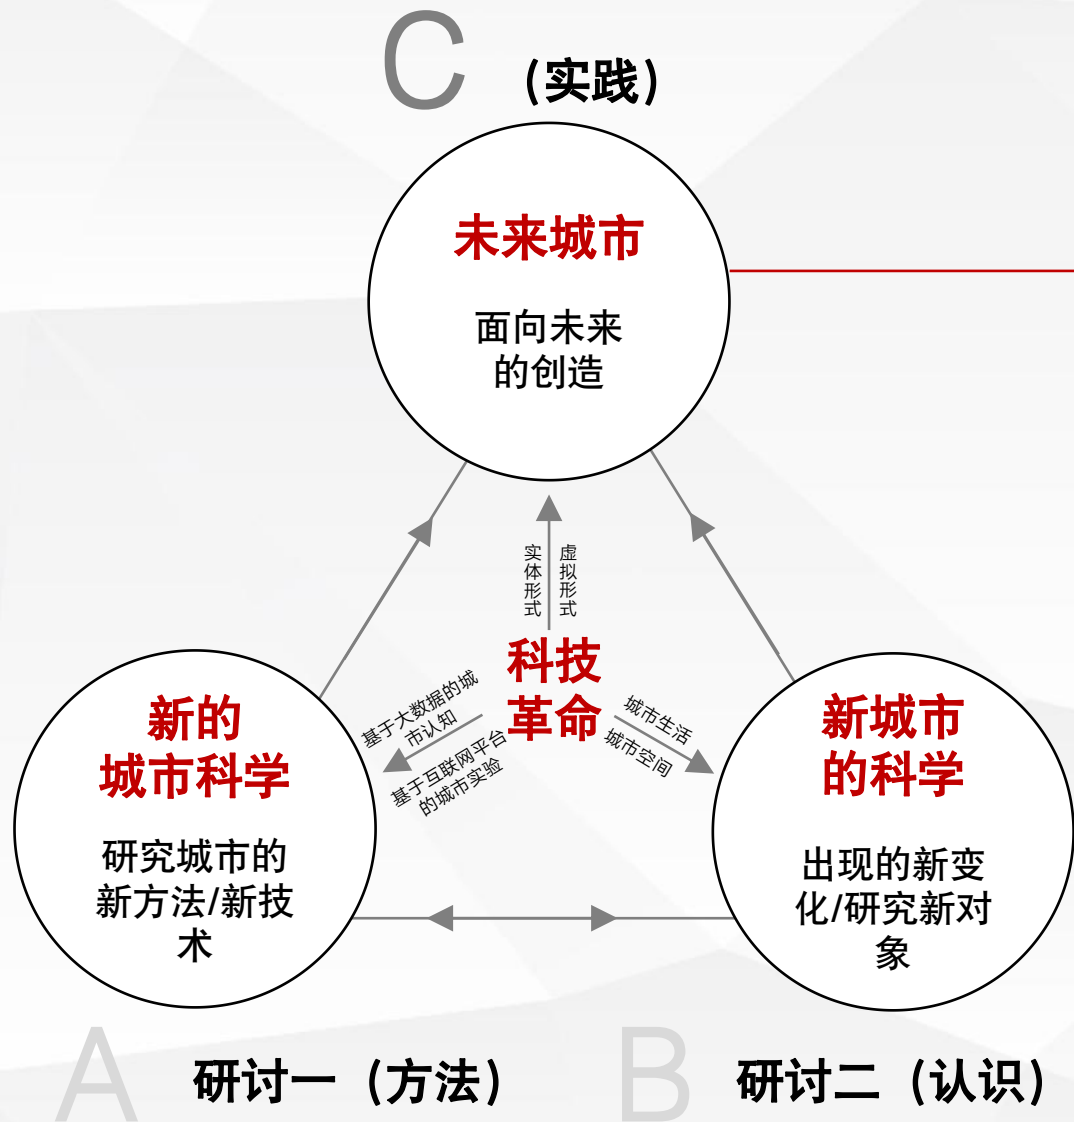 C (实践)
未来城市
面向未来
的创造
实体形式
虚拟形式
科技
革命
基于大数据的城
市认知
基于互联网平台
的城市实验
城市生活
城市空间
新的
城市科学
研究城市的
新方法/新技
术
新城市
的科学
出现的新变
化/研究新对
象
A 研讨一（方法）
B 研讨二（认识）